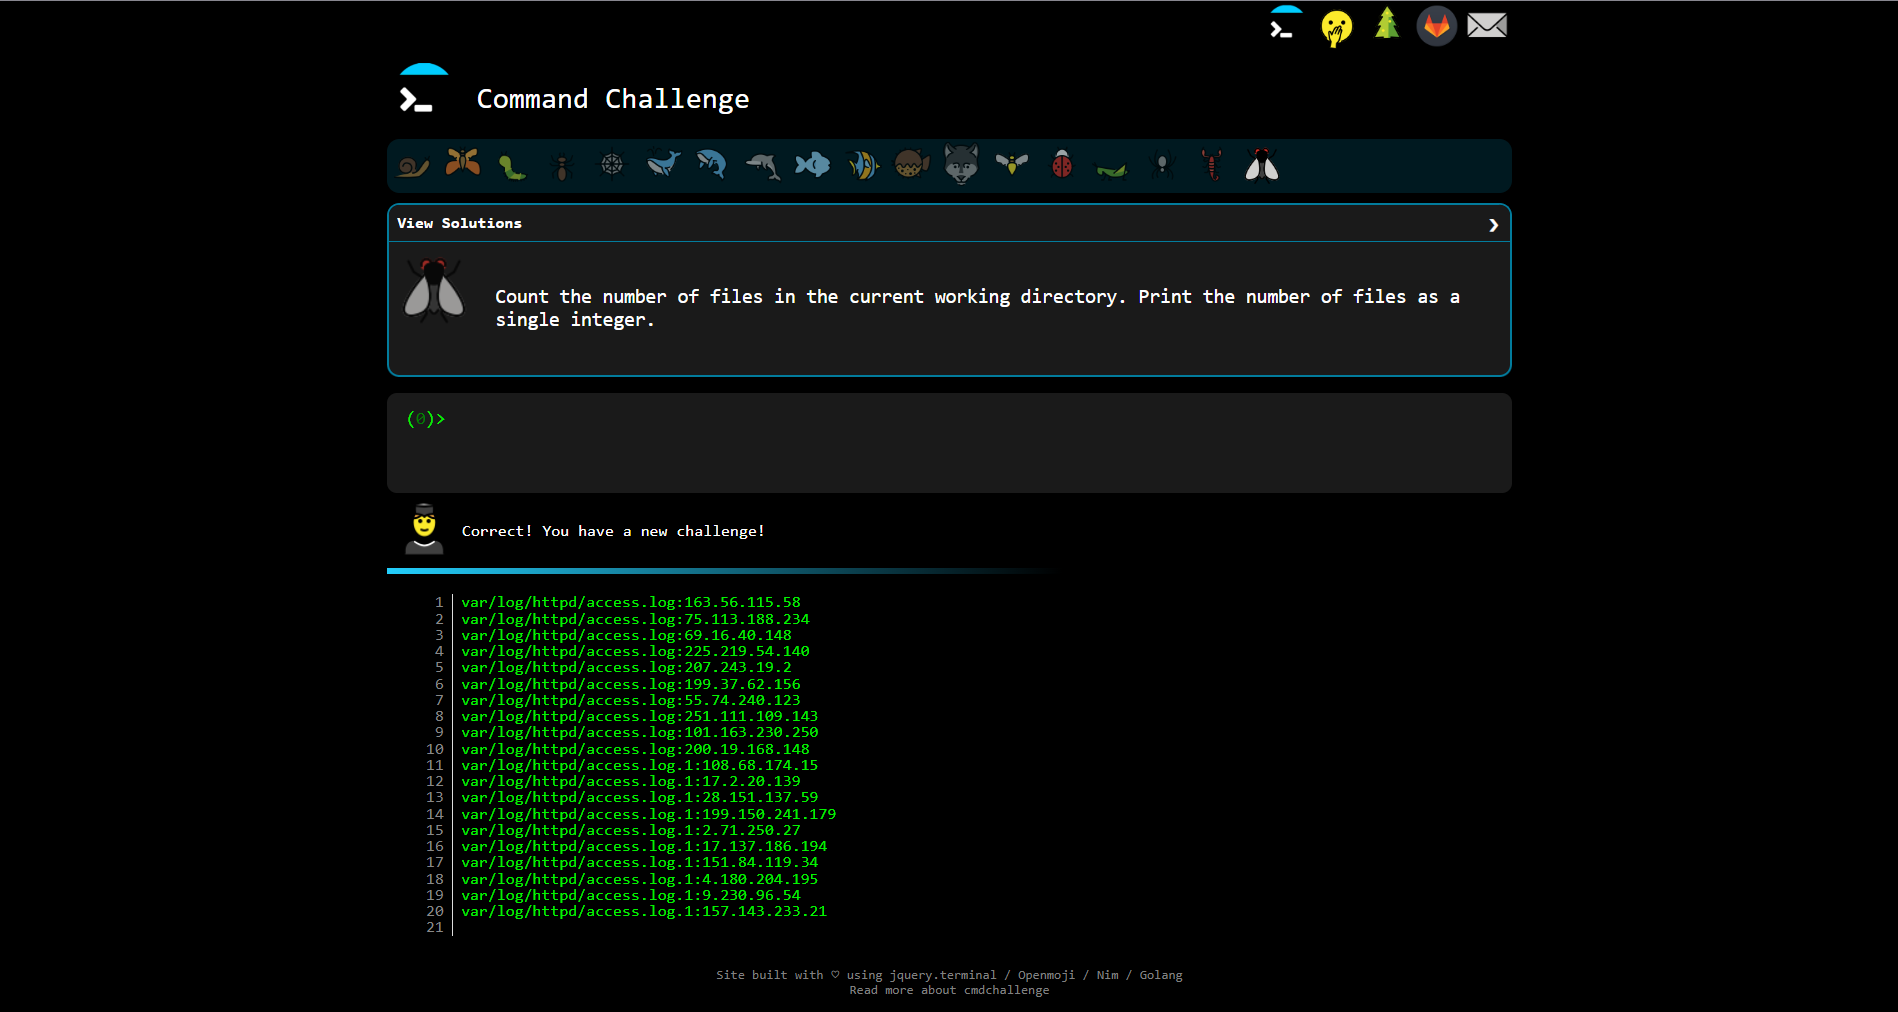 Command Challenge
View Solutions
Count the number of files in the current working directory. Print the number of files as a
single integer.
(0)>
Correct! You have a new challenge!
1 var/log/httpd/access.log:163.56.115.58
2 var/log/httpd/access.log:75.113.188.234
3 var/log/httpd/access.log:69.16.40.148
4 var/log/httpd/access.log:225.219.54.140
5 var/log/httpd/access.log:207.243.19.2
6 var/log/httpd/access.log:199.37.62.156
7 var/log/httpd/access.log:55.74.240.123
8 var/log/httpd/access.log:251.111.109.143
9 var/log/httpd/access.log:101.163.230.250
10 var/log/httpd/access.log:200.19.168.148
11 var/log/httpd/access.log.1:108.68.174.15
12 var/log/httpd/access.log.1:17.2.20.139
13 var/log/httpd/access.log.1:28.151.137.59
14 var/log/httpd/access.log.1:199.150.241.179
15 var/log/httpd/access.log.1:2.71.250.27
16 var/log/httpd/access.log.1:17.137.186.194
17 var/log/httpd/access.log.1:151.84.119.34
18 var/log/httpd/access.log.1:4.180.204.195
19 var/log/httpd/access.log.1:9.230.96.54
20 var/log/httpd/access.log.1:157.143.233.21
21
Site built with ♡ using jquery.terminal / Openmoji / Nim / Golang
Read more about cmdchallenge